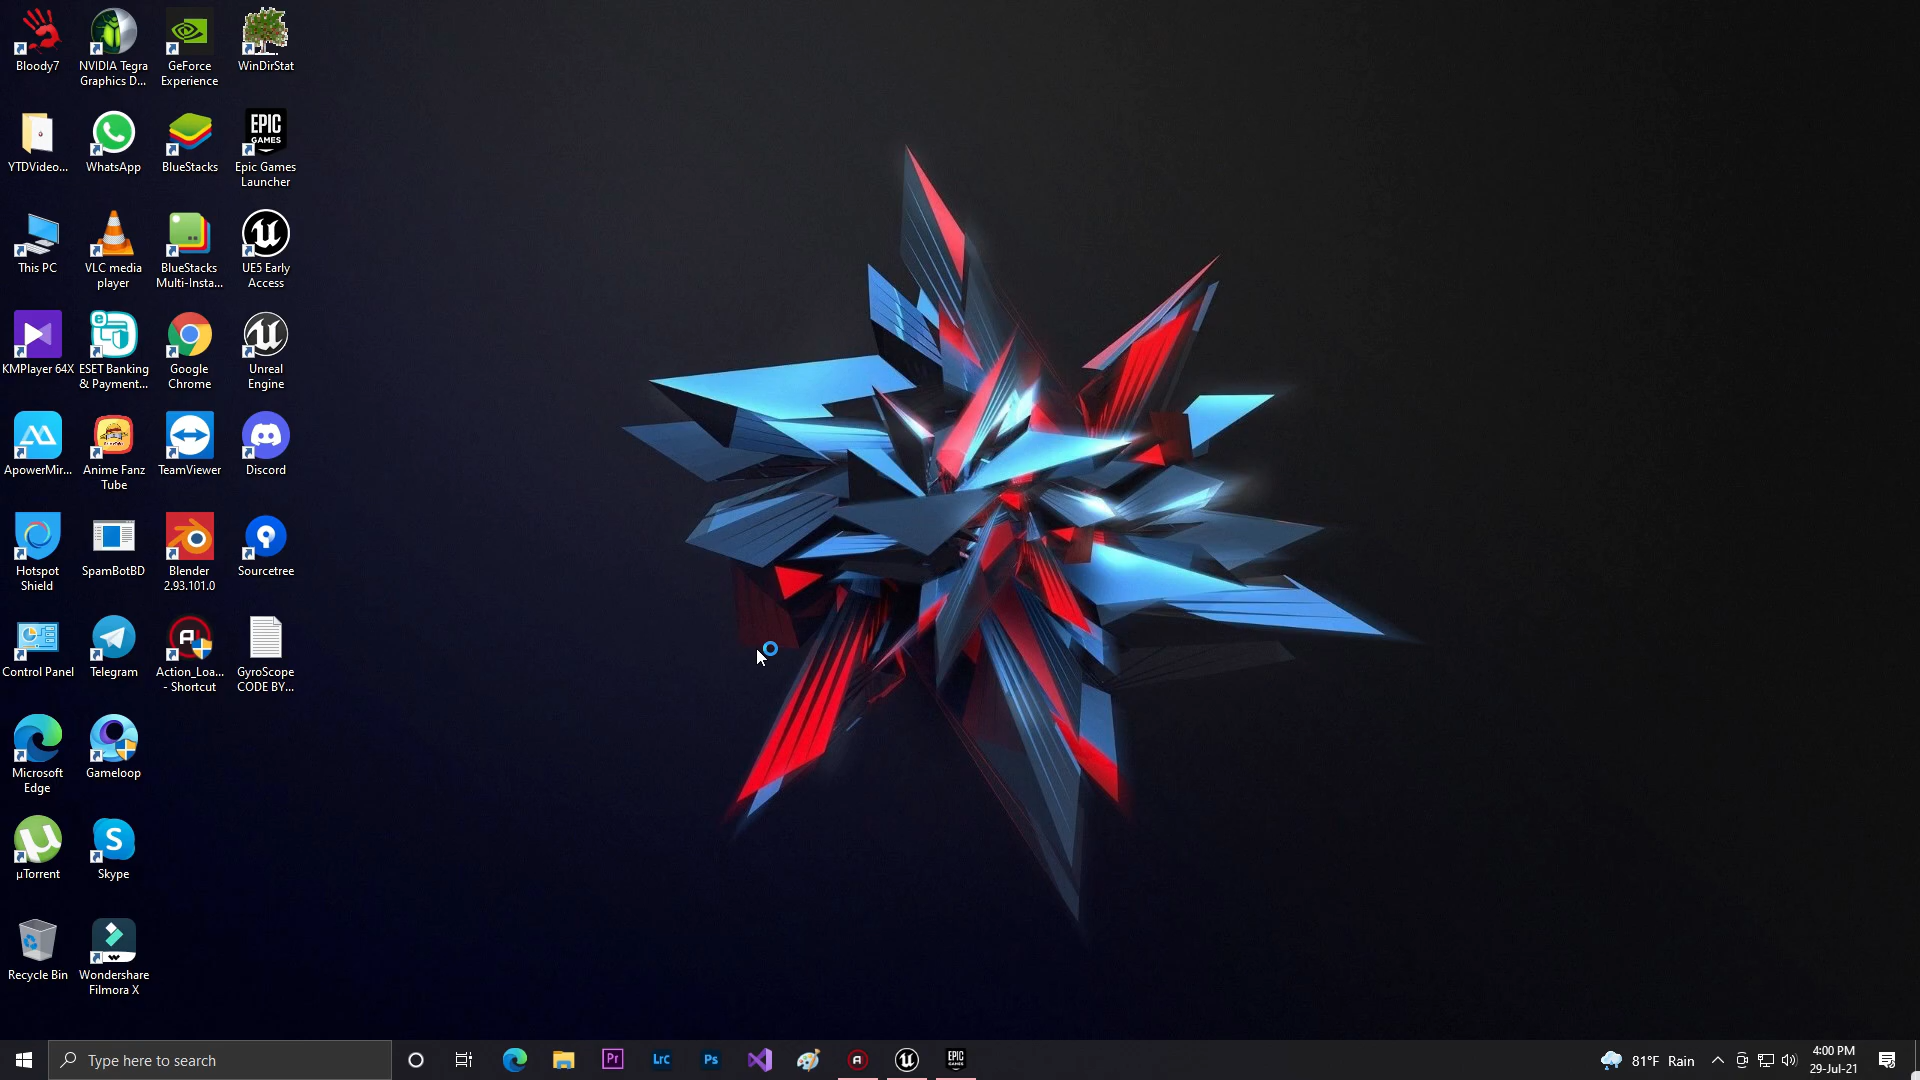 Bloody7
NVIDIA Tegra
Graphics D...
GeForce
Experience
WinDirStat
YTDVideo...
WhatsApp
BlueStacks
EPIC
GAMES
Epic Games
Launcher
This PC
VLC media
player
BlueStacks
Multi-Insta...
UE5 Early
Access
KMPlayer 64X
ESET Banking
& Payment...
Google
Chrome
Unreal
Engine
ApowerMir...
Anime Fanz
Tube
TeamViewer
Discord
Hotspot
Shield
SpamBotBD
Blender
2.93.101.0
Sourcetree
Control Panel
Telegram
Action_Loa...
- Shortcut
GyroScope
CODE BY...
Microsoft
Edge
Gameloop
µTorrent
Skype
Recycle Bin
Wondershare
Filmora X
Type here to search
Pr
Lrc
Ps
EPIC
GAMES
81°F Rain
4:00 PM
29-Jul-21